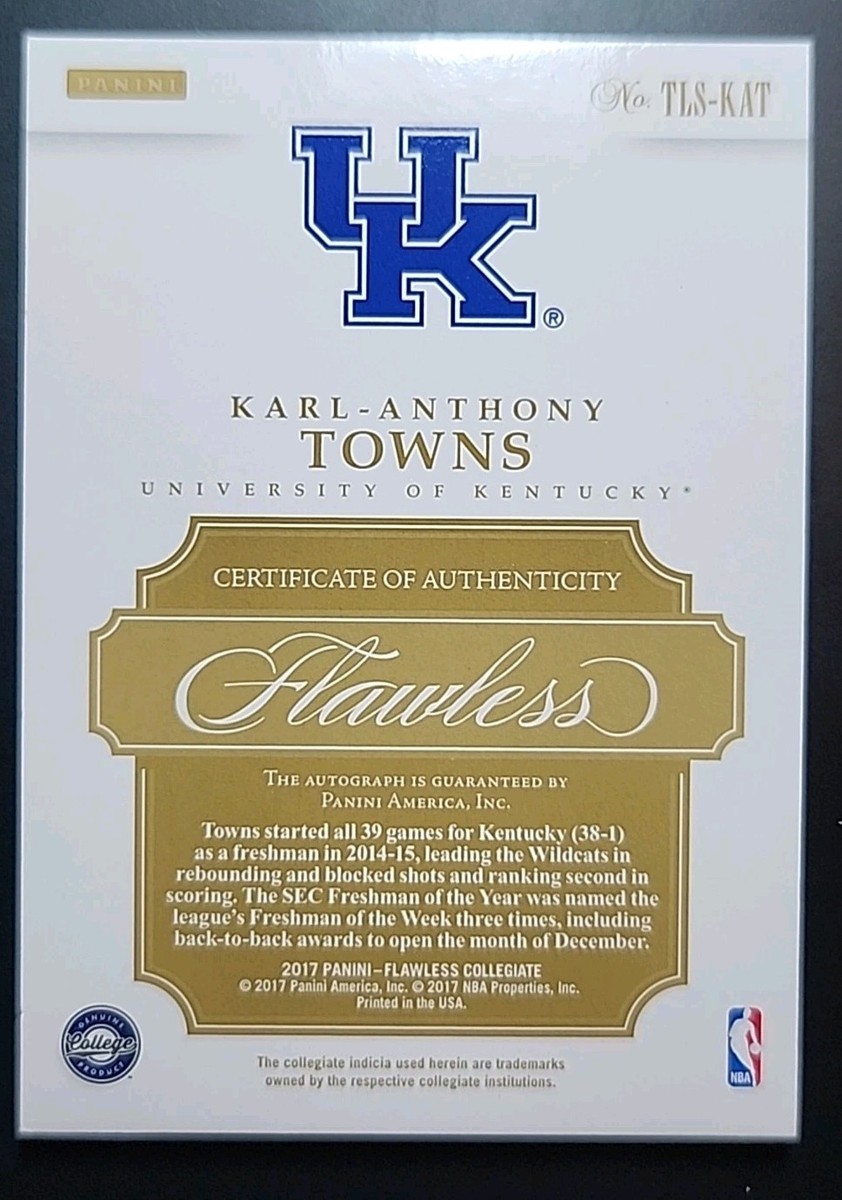 PANINI
No. TLS-KAT
UK®
KARL-ANTHONY
TOWNS
UNIVERSITY OF KENTUCKY®
CERTIFICATE OF AUTHENTICITY
Flawless
THE AUTOGRAPH IS GUARANTEED BY
PANINI AMERICA, INC.
Towns started all 39 games for Kentucky (38-1)
as a freshman in 2014-15, leading the Wildcats in
rebounding and blocked shots and ranking second in
scoring. The SEC Freshman of the Year was named the
league's Freshman of the Week three times, including
back-to-back awards to open the month of December.
2017 PANINI–FLAWLESS COLLEGIATE
© 2017 Panini America, Inc. © 2017 NBA Properties, Inc.
Printed in the USA.
GENUINE
College
PRODUCT
™
NBA
The collegiate indicia used herein are trademarks
owned by the respective collegiate institutions.